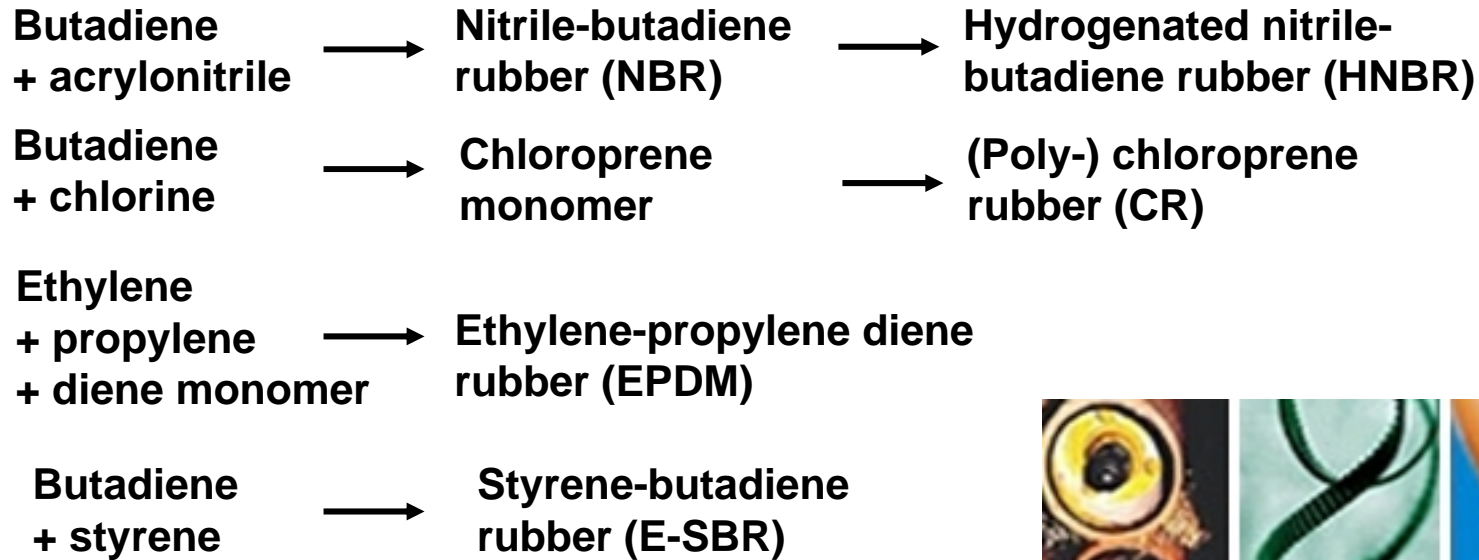 Butadiene
+ acrylonitrile
Nitrile-butadiene
rubber (NBR)
Hydrogenated nitrile-
butadiene rubber (HNBR)
Butadiene
+ chlorine
Chloroprene
monomer
(Poly-) chloroprene
rubber (CR)
Ethylene
+ propylene
+ diene monomer
Ethylene-propylene diene
rubber (EPDM)
Butadiene
+ styrene
Styrene-butadiene
rubber (E-SBR)